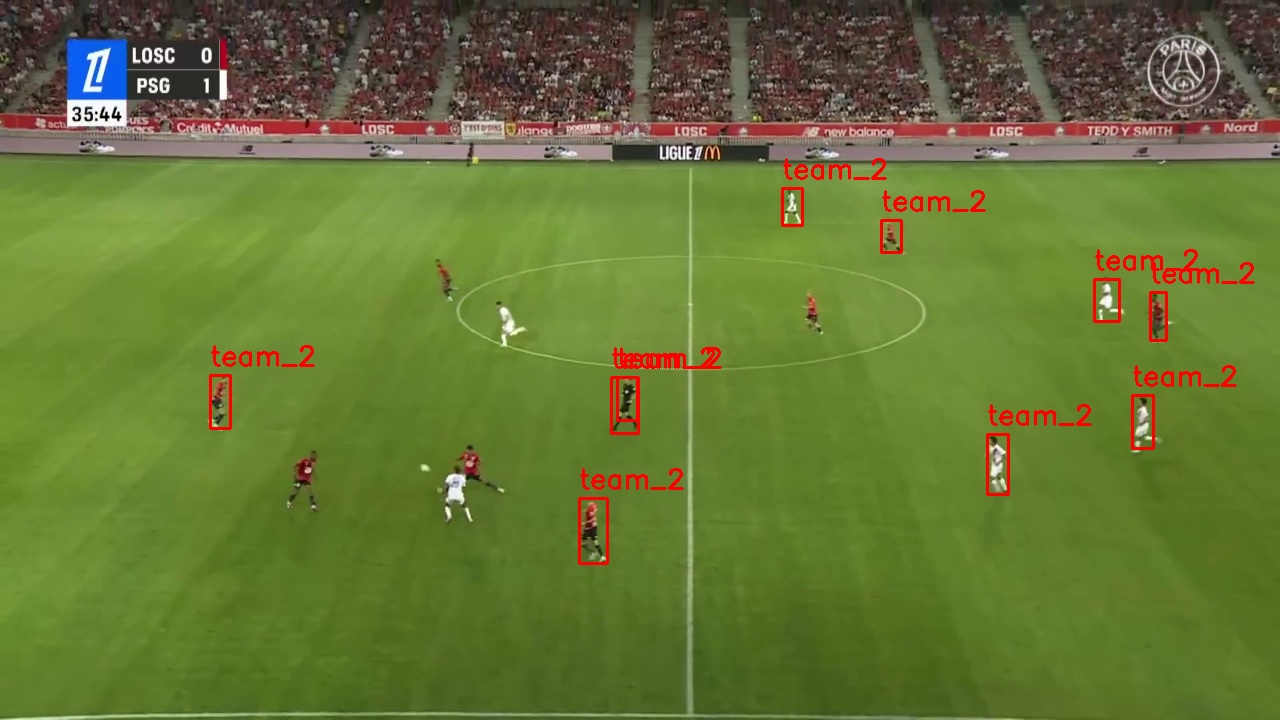 LOSC 0
PSG 1
35:44
PARIS
Crédit Mutuel
LOSC
LOSC
new balance
LOSC
TEDDY SMITH
Nord
LIGUE 1
team_2
team_2
team_2
team_2
team_2
team_2
team_2
team_2
team_2
team_2